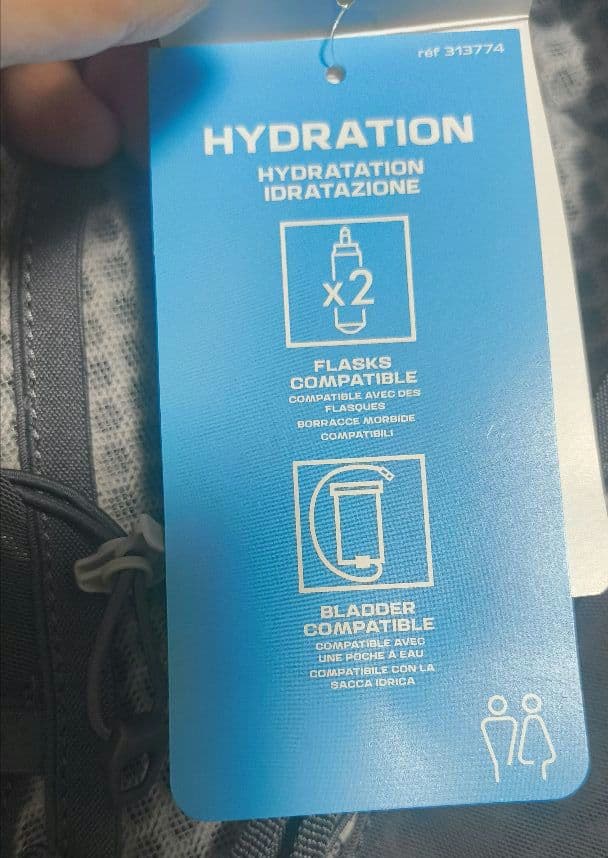 réf 313774
HYDRATION
HYDRATATION
IDRATAZIONE
x2
FLASKS
COMPATIBLE
COMPATIBLE AVEC DES
FLASQUES
BORRACCE MORBIDE
COMPATIBILI
BLADDER
COMPATIBLE
COMPATIBLE AVEC
UNE POCHE À EAU
COMPATIBILE CON LA
SACCA IDRICA